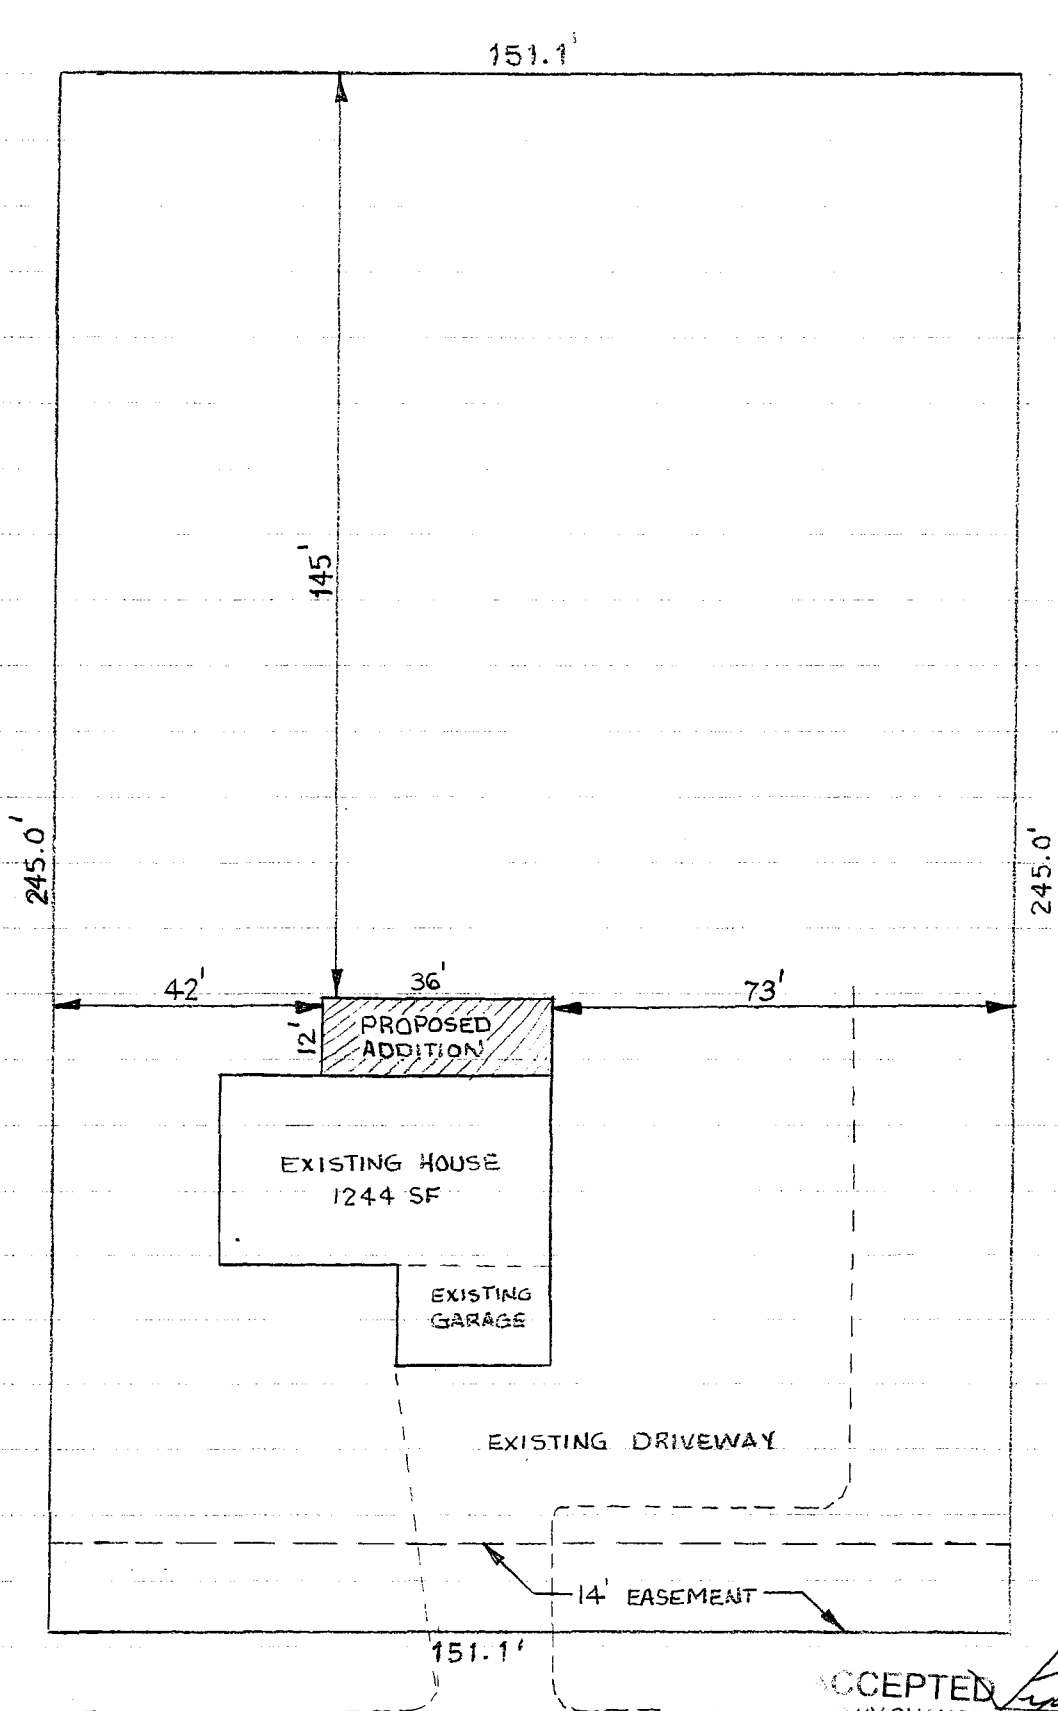 151.1'
145'
245.0'
245.0'
42'
36'
73'
12'
PROPOSED
ADDITION
EXISTING HOUSE
1244 SF
EXISTING
GARAGE
EXISTING DRIVEWAY
14' EASEMENT
151.1'
ACCEPTED